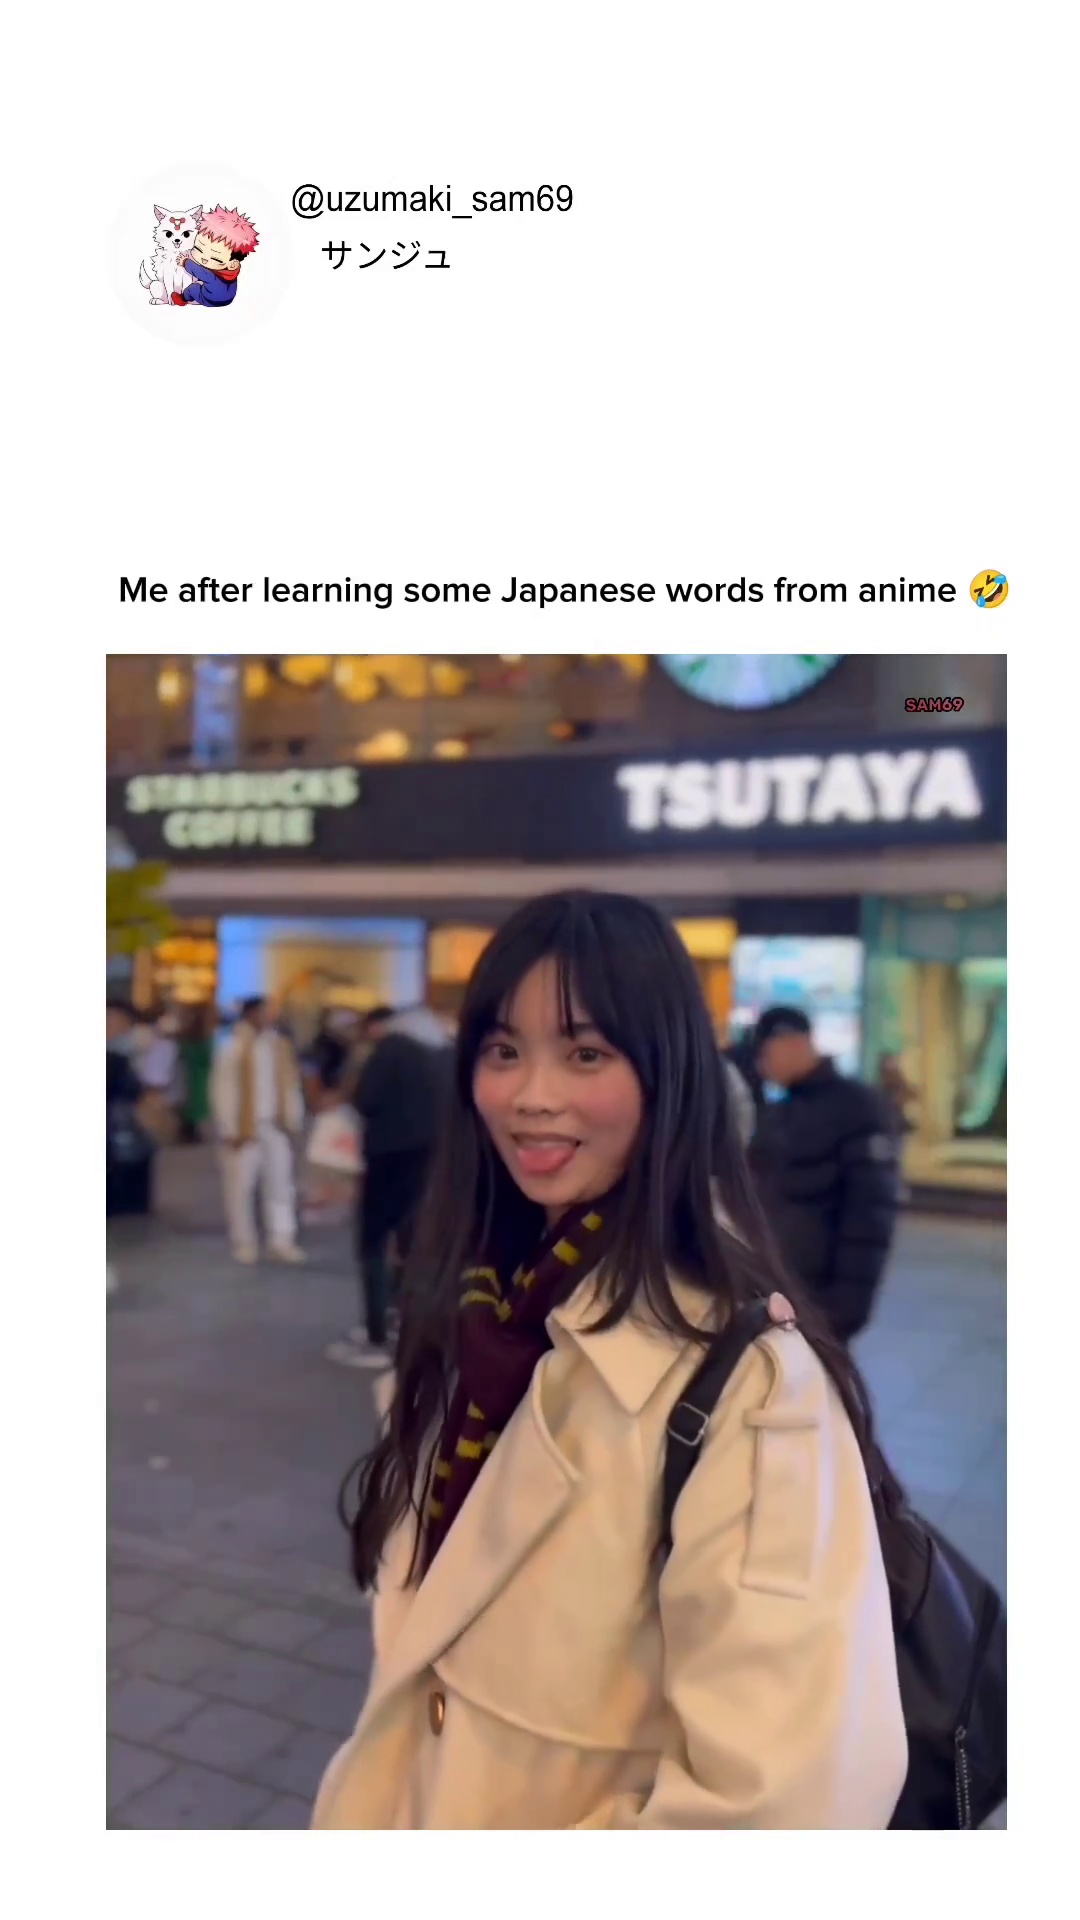 @uzumaki_sam69
サンジュ
Me after learning some Japanese words from anime 🤣
SAM69
STARBUCKS
COFFEE
TSUTAYA